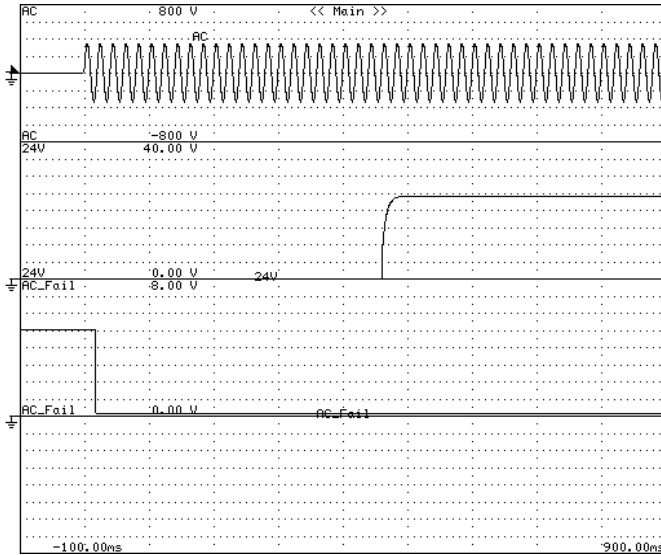 AC 800 V << Main >>
AC
AC -800 V
24V 40.00 V
24V 0.00 V 24V
AC_Fail 8.00 V
AC_Fail 0.00 V AC_Fail
-100.00ms 900.00ms